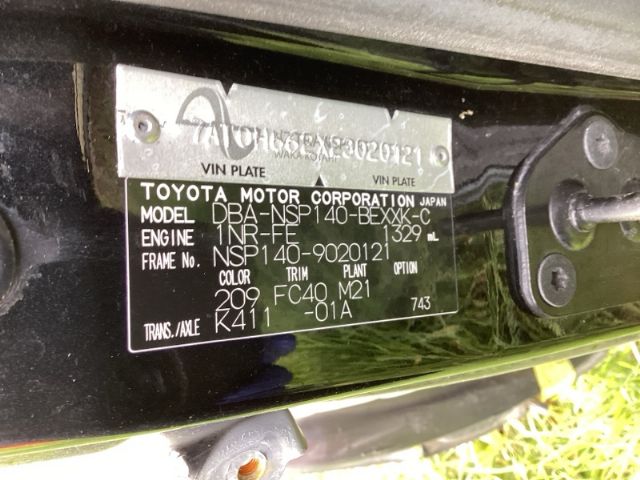 VIN PLATE VIN PLATE
TOYOTA MOTOR CORPORATION JAPAN
MODEL DBA-NSP140-BEXXK-C
ENGINE 1NR-FE 1329 mL
FRAME No. NSP140-9020121
COLOR TRIM PLANT OPTION
209 FC40 M21
TRANS./AXLE K411 -01A 743